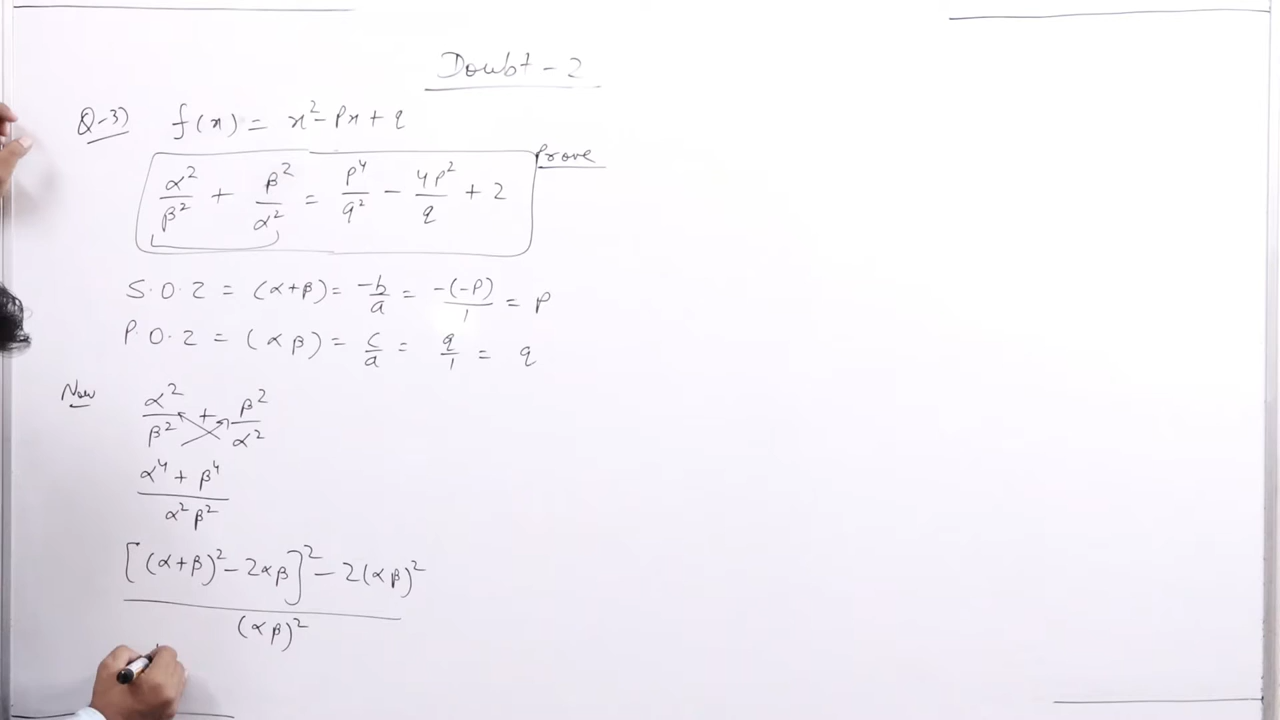 Doubt - 2
Q-3) f(x) = x² - Px + q
α²/β² + β²/α² = P⁴/q² - 4P²/q + 2 Prove
S.O.Z = (α+β) = -b/a = -(-P)/1 = P
P.O.Z = (αβ) = c/a = q/1 = q
Now α²/β² + β²/α²
α⁴ + β⁴/α²β²
[(α+β)² - 2αβ]² - 2(αβ)²/(αβ)²